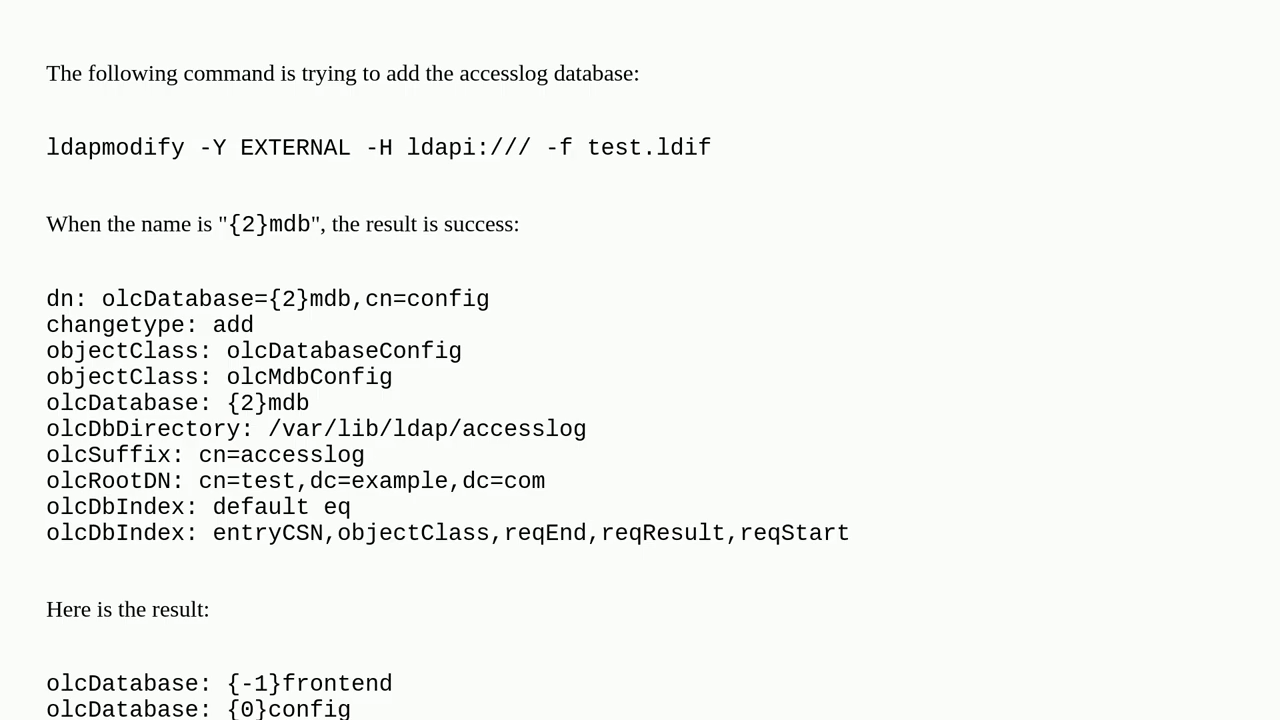 The following command is trying to add the accesslog database:
ldapmodify -Y EXTERNAL -H ldapi:/// -f test.ldif
When the name is "{2}mdb", the result is success:
dn: olcDatabase={2}mdb,cn=config
changetype: add
objectClass: olcDatabaseConfig
objectClass: olcMdbConfig
olcDatabase: {2}mdb
olcDbDirectory: /var/lib/ldap/accesslog
olcSuffix: cn=accesslog
olcRootDN: cn=test,dc=example,dc=com
olcDbIndex: default eq
olcDbIndex: entryCSN,objectClass,reqEnd,reqResult,reqStart
Here is the result:
olcDatabase: {-1}frontend
olcDatabase: {0}config